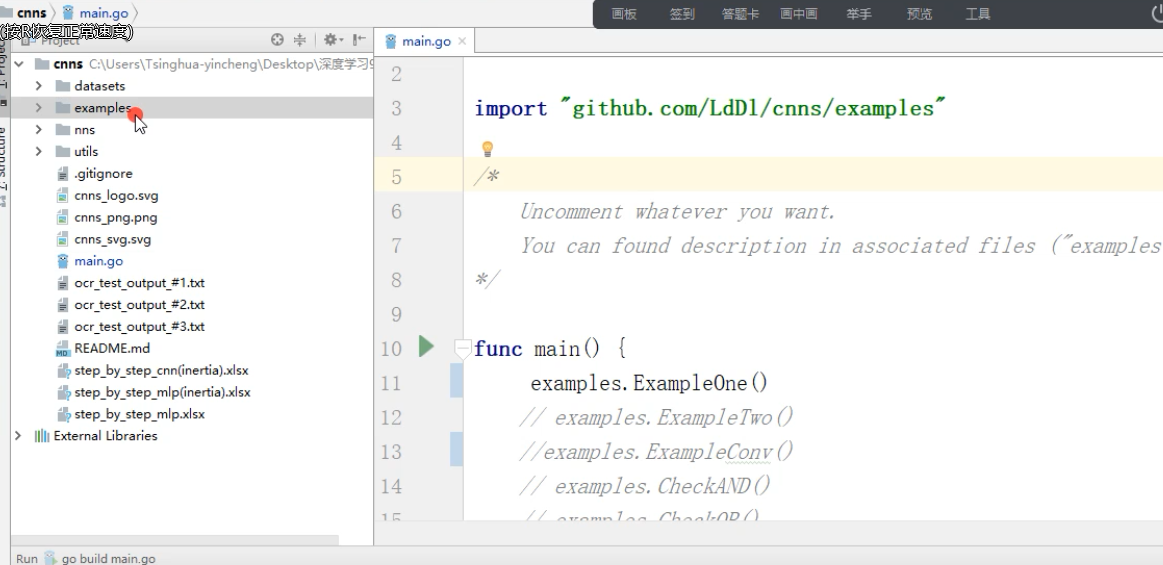 cnns main.go
画板 签到 答题卡 画中画 举手 预览 工具
(按R恢复正常速度)
Project
main.go
cnns C:\Users\Tsinghua-yincheng\Desktop\深度学习
datasets
examples
nns
utils
.gitignore
cnns_logo.svg
cnns_png.png
cnns_svg.svg
main.go
ocr_test_output_#1.txt
ocr_test_output_#2.txt
ocr_test_output_#3.txt
README.md
step_by_step_cnn(inertia).xlsx
step_by_step_mlp(inertia).xlsx
step_by_step_mlp.xlsx
External Libraries
2
3 import "github.com/LdDl/cnns/examples"
4
5 /*
6 Uncomment whatever you want.
7 You can found description in associated files ("examples
8 */
9
10 func main() {
11 examples.ExampleOne()
12 // examples.ExampleTwo()
13 //examples.ExampleConv()
14 // examples.CheckAND()
15 // examples.CheckOR()
Run go build main.go